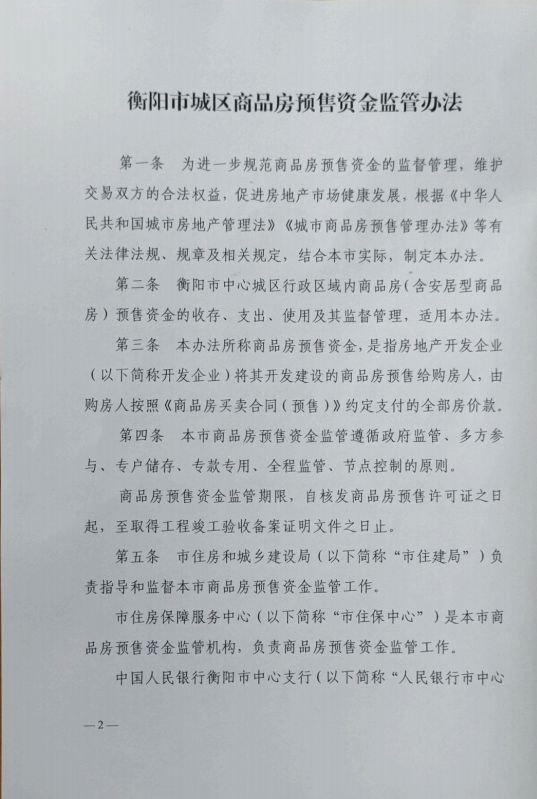 衡阳市城区商品房预售资金监管办法
第一条 为进一步规范商品房预售资金的监督管理，维护
交易双方的合法权益，促进房地产市场健康发展，根据《中华人
民共和国城市房地产管理法》《城市商品房预售管理办法》等有
关法律法规、规章及相关规定，结合本市实际，制定本办法。
第二条 衡阳市中心城区行政区域内商品房（含安居型商品
房）预售资金的收存、支出、使用及其监督管理，适用本办法。
第三条 本办法所称商品房预售资金，是指房地产开发企业
（以下简称开发企业）将其开发建设的商品房预售给购房人，由
购房人按照《商品房买卖合同（预售）》约定支付的全部房价款。
第四条 本市商品房预售资金监管遵循政府监管、多方参
与、专户储存、专款专用、全程监管、节点控制的原则。
商品房预售资金监管期限，自核发商品房预售许可证之日
起，至取得工程竣工验收备案证明文件之日止。
第五条 市住房和城乡建设局（以下简称“市住建局”）负
责指导和监督本市商品房预售资金监管工作。
市住房保障服务中心（以下简称“市住保中心”）是本市商
品房预售资金监管机构，负责商品房预售资金监管工作。
中国人民银行衡阳市中心支行（以下简称“人民银行市中心
—2—